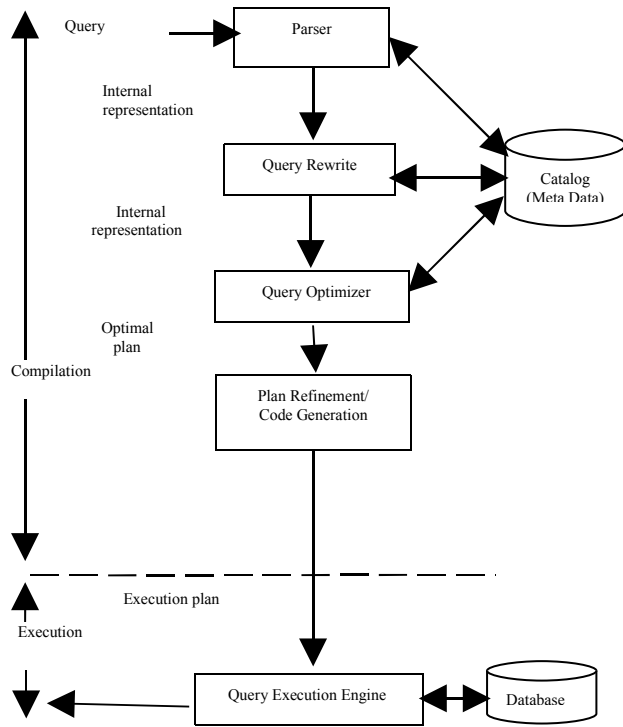 Query
Parser
Internal
representation
Query Rewrite
Catalog
(Meta Data)
Internal
representation
Query Optimizer
Optimal
plan
Compilation
Plan Refinement/
Code Generation
Execution plan
Execution
Query Execution Engine
Database